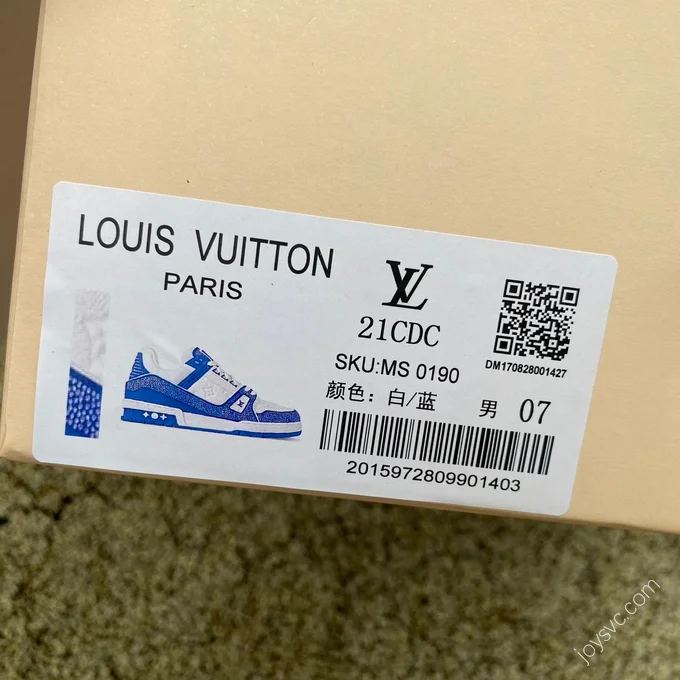 LOUIS VUITTON
PARIS
LV
21CDC
SKU:MS 0190
颜色：白/蓝
男 07
DM170828001427
2015972809901403
joysvc.com